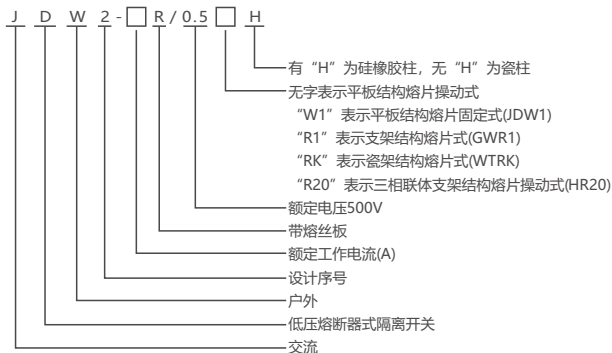 J D W 2 - □ R / 0.5 □ H
有“H”为硅橡胶柱，无“H”为瓷柱
无字表示平板结构熔片操动式
“W1”表示平板结构熔片固定式(JDW1)
“R1”表示支架结构熔片式(GWR1)
“RK”表示瓷架结构熔片式(WTRK)
“R20”表示三相联体支架结构熔片操动式(HR20)
额定电压500V
带熔丝板
额定工作电流(A)
设计序号
户外
低压熔断器式隔离开关
交流